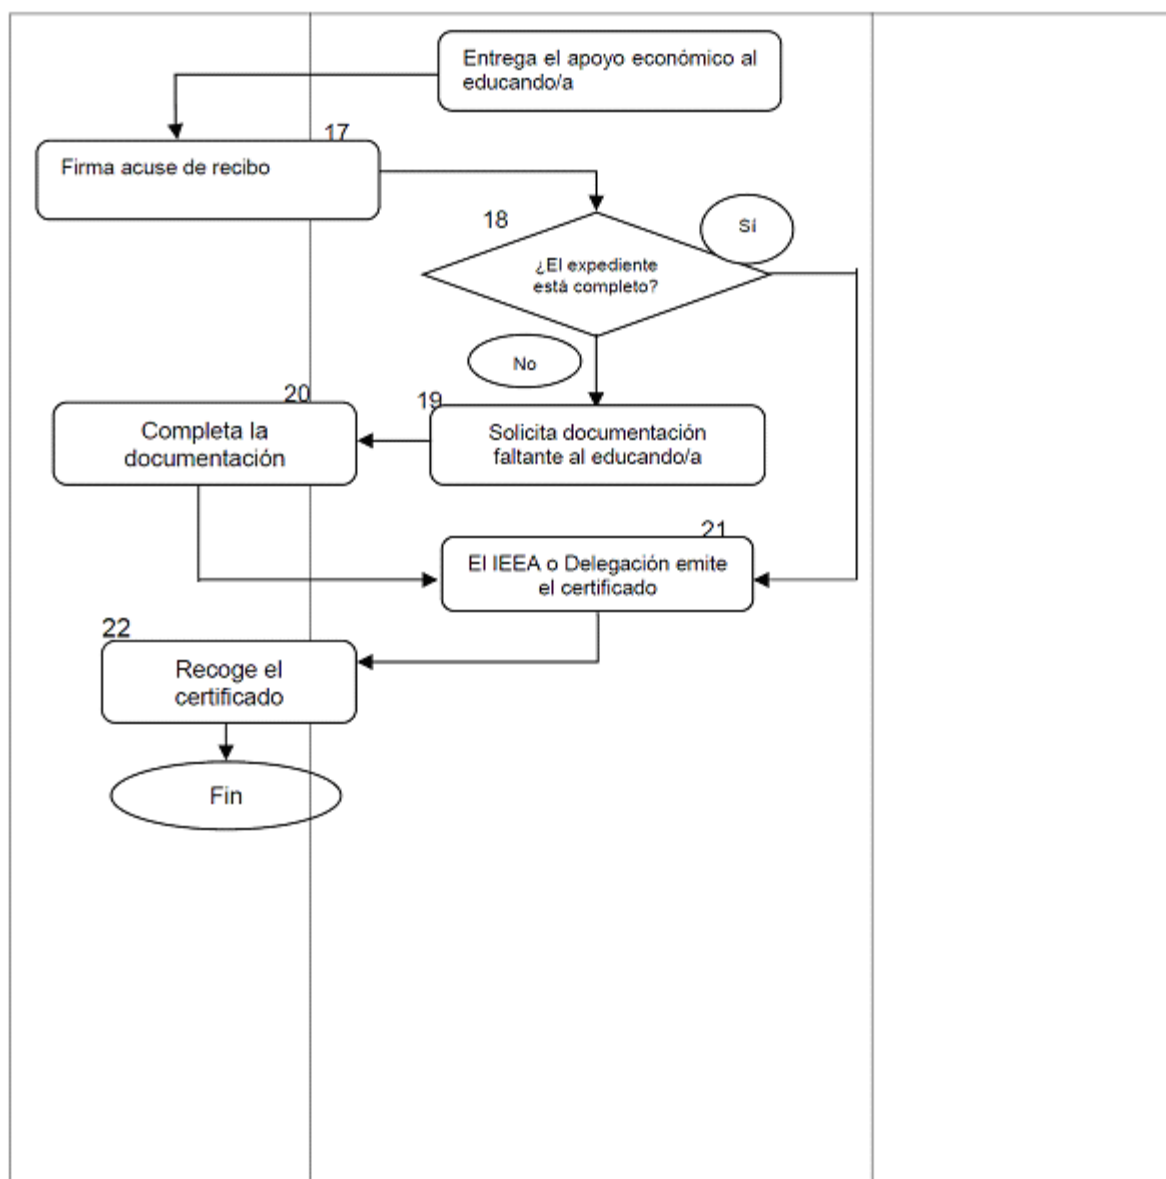 Entrega el apoyo económico al
educando/a
17
Firma acuse de recibo
18
Sí
¿El expediente
está completo?
No
20
19
Completa la
documentación
Solicita documentación
faltante al educando/a
21
El IEEA o Delegación emite
el certificado
22
Recoge el
certificado
Fin